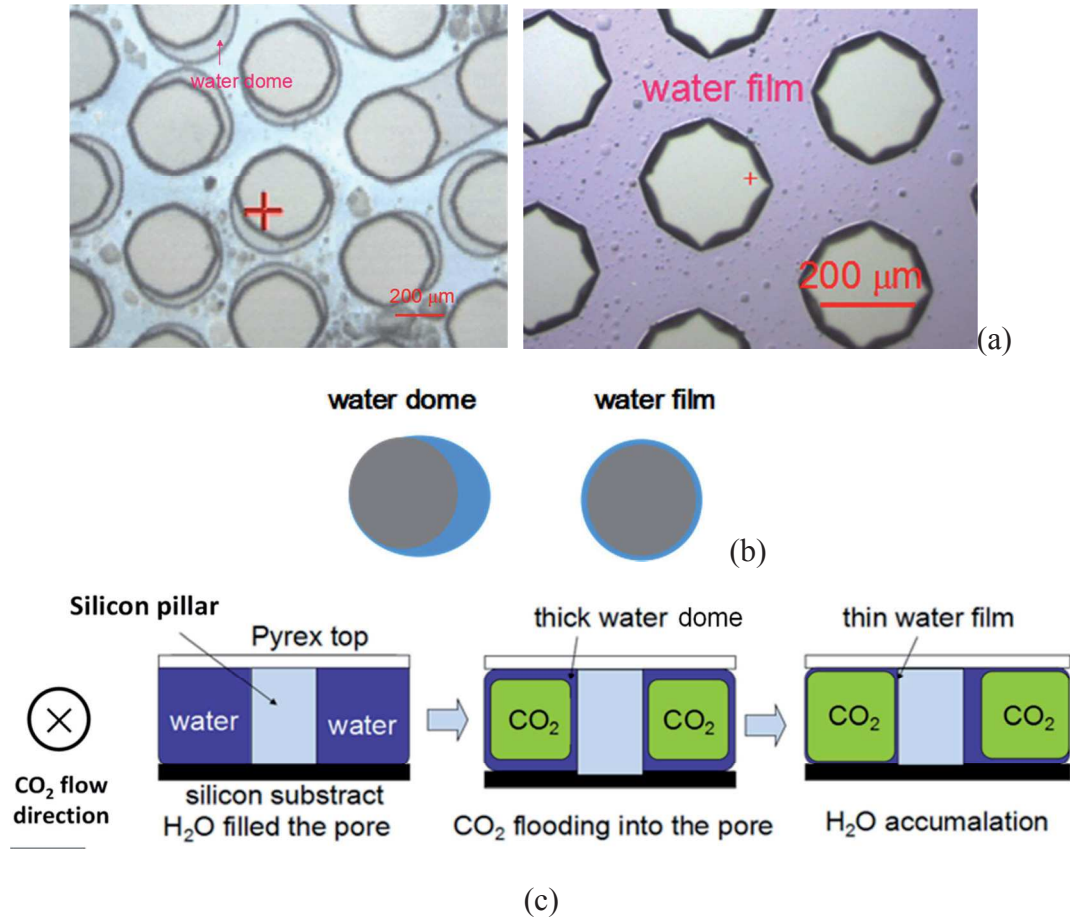 water dome
200 μm
water film
200 μm
(a)
water dome
water film
(b)
Silicon pillar
Pyrex top
water
water
silicon substract
H₂O filled the pore
CO₂ flow
direction
thick water dome
CO₂
CO₂
CO₂ flooding into the pore
thin water film
CO₂
CO₂
H₂O accumalation
(c)